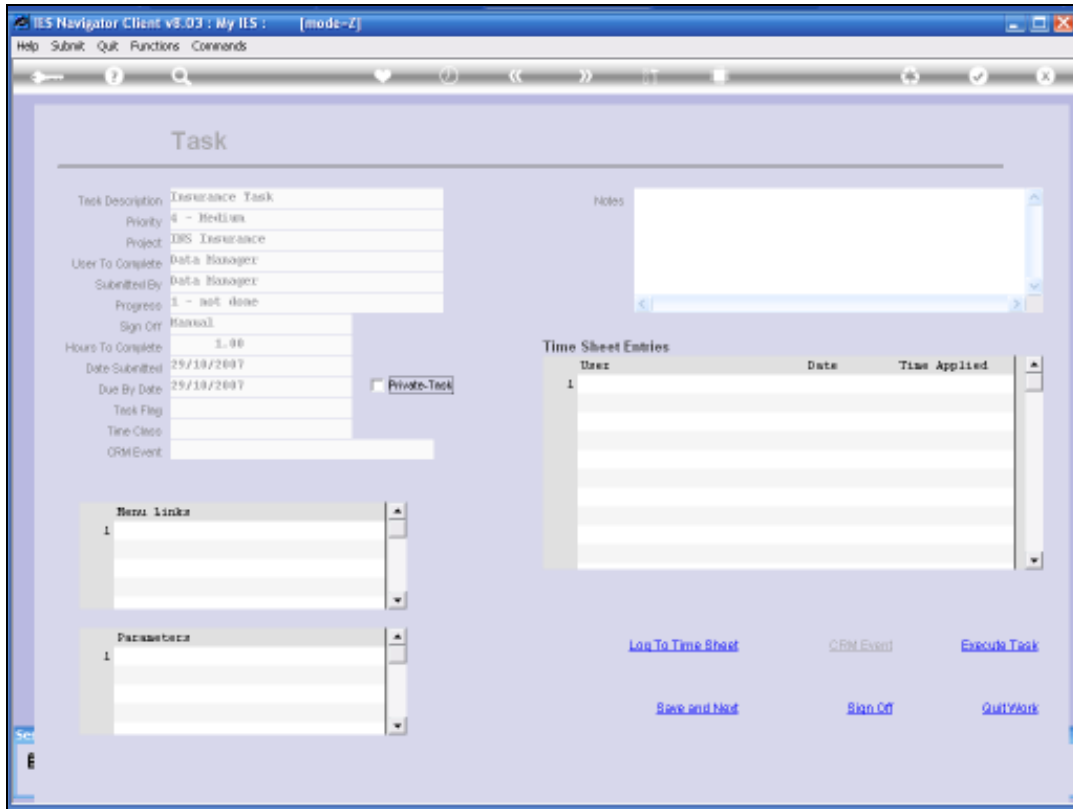 IES Navigator Client v8.03 : My IES : [mode-Z]
Help Submit Quit Functions Commands
Task
Task Description Insurance Task
Priority 4 - Medium
Project
User To Complete Data Manager
Submitted By Data Manager
Progress 1 - not done
Sign Off Manual
Hours To Complete 1.00
Date Submitted 29/10/2007
Due By Date 29/10/2007
Private-Task
Task Flag
Time Class
CRM Event
Notes
Time Sheet Entries
User Date Time Applied
1
Menu Links
1
Parameters
1
Log To Time Sheet CRM Event Execute Task
Save and Next Sign Off Quit Work